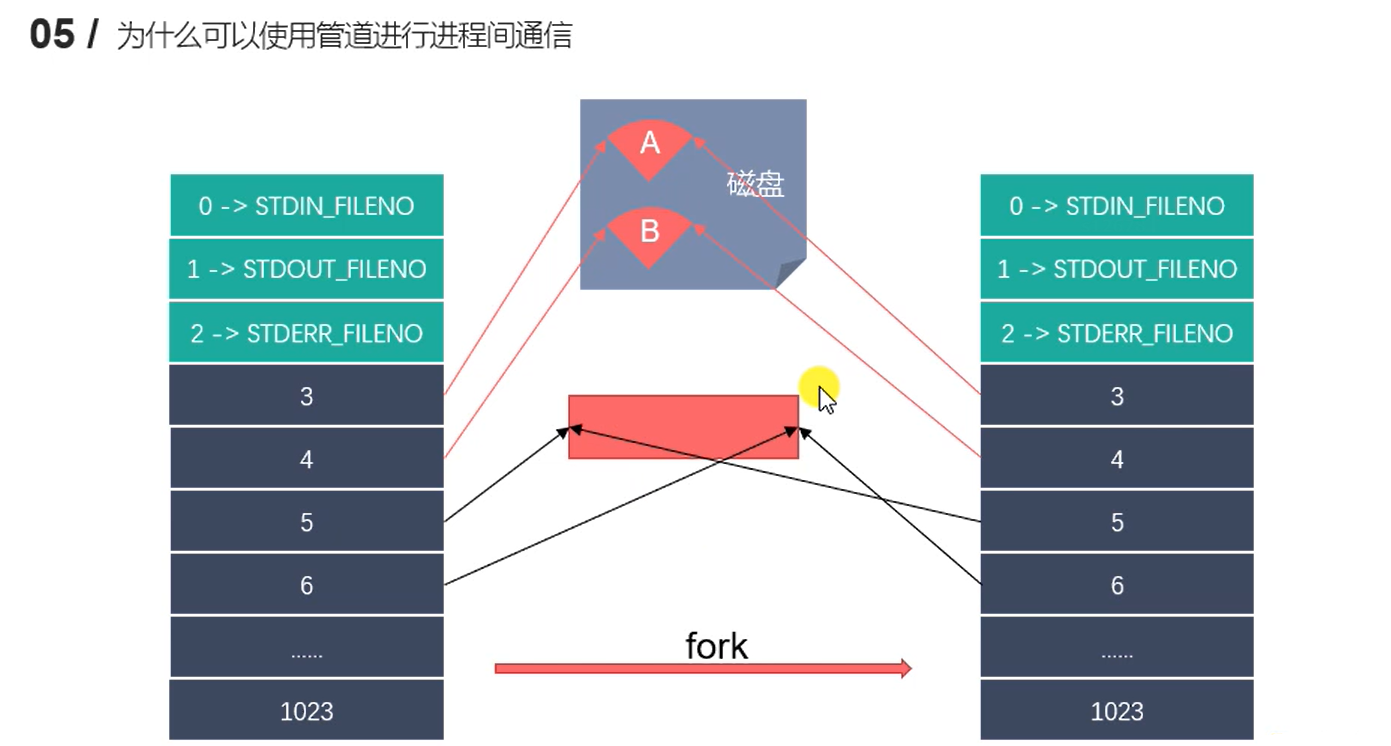 05 / 为什么可以使用管道进行进程间通信
A
磁盘
B
0 -> STDIN_FILENO
1 -> STDOUT_FILENO
2 -> STDERR_FILENO
3
4
5
6
......
1023
0 -> STDIN_FILENO
1 -> STDOUT_FILENO
2 -> STDERR_FILENO
3
4
5
6
......
1023
fork